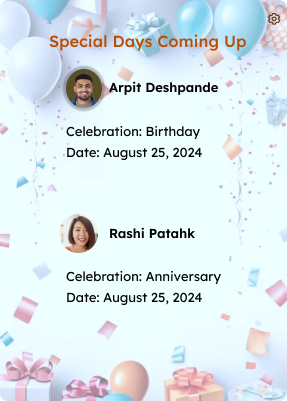 Special Days Coming Up
Arpit Deshpande
Celebration: Birthday
Date: August 25, 2024
Rashi Patahk
Celebration: Anniversary
Date: August 25, 2024